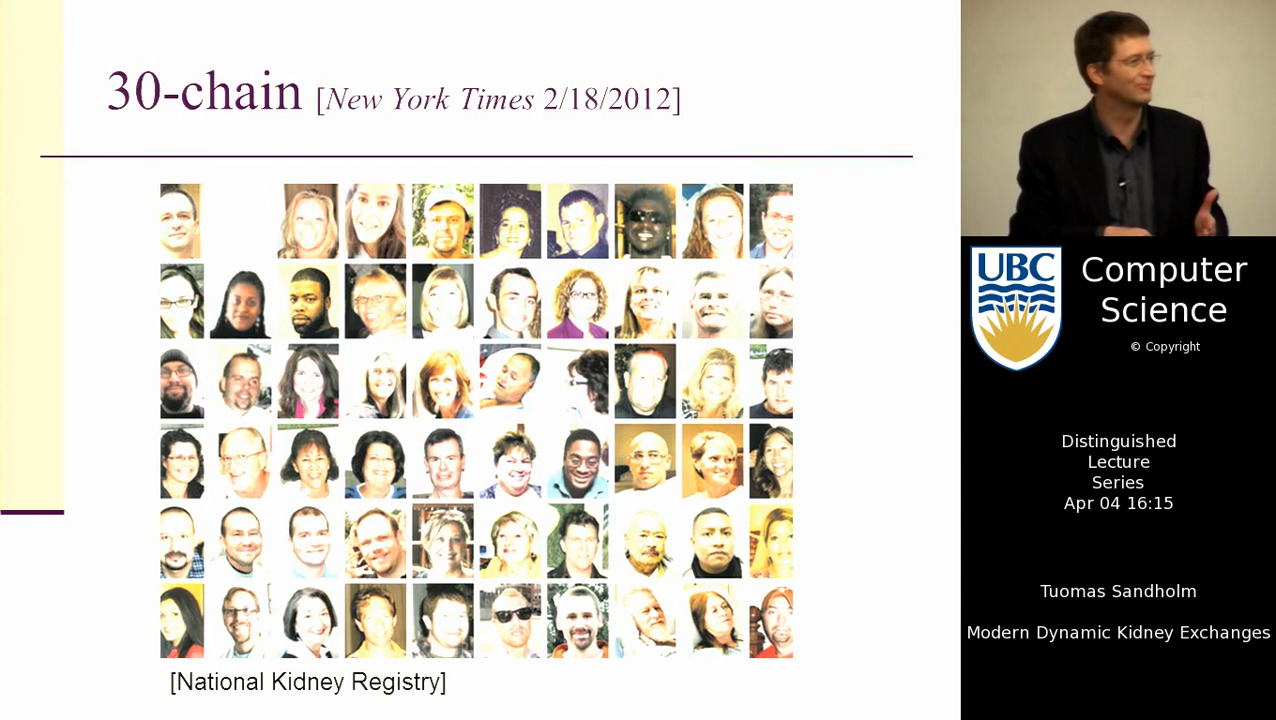 30-chain [New York Times 2/18/2012]
[National Kidney Registry]
UBC
Computer
Science
© Copyright
Distinguished
Lecture
Series
Apr 04 16:15
Tuomas Sandholm
Modern Dynamic Kidney Exchanges